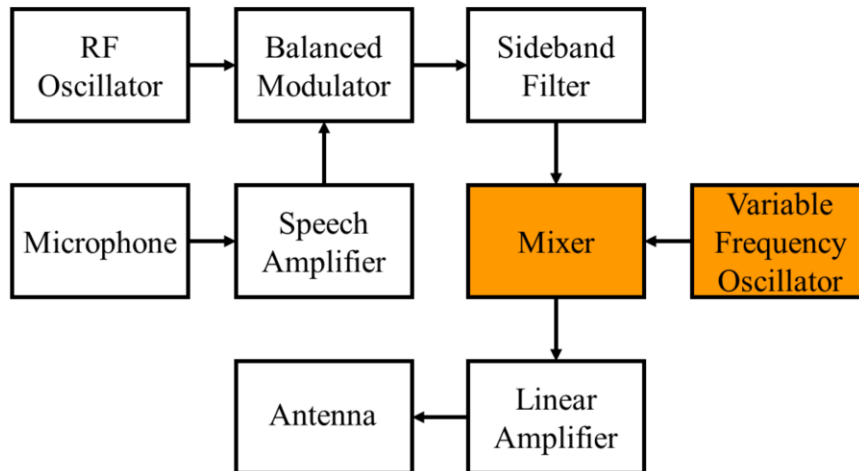 RF
Oscillator
Balanced
Modulator
Sideband
Filter
Microphone
Speech
Amplifier
Mixer
Variable
Frequency
Oscillator
Antenna
Linear
Amplifier